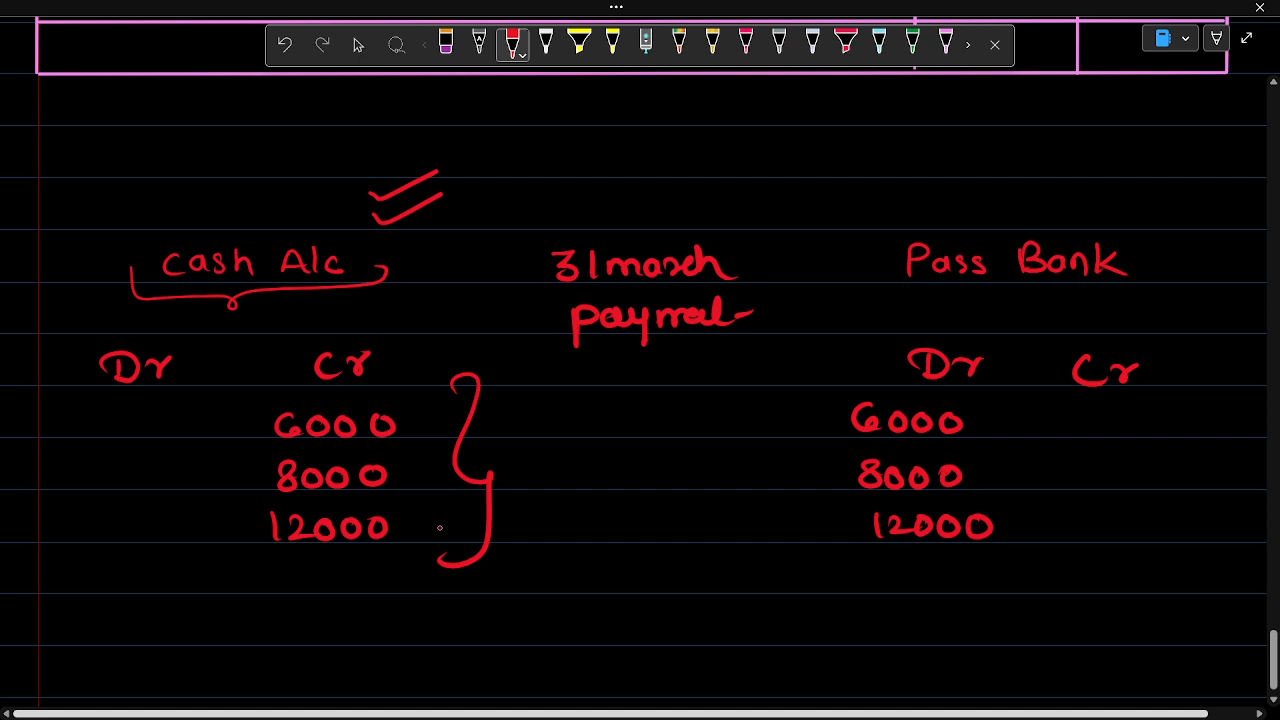 Cash A/c 31 march Pass Bank
payment
Dr Cr Dr Cr
6000 6000
8000 8000
12000 12000